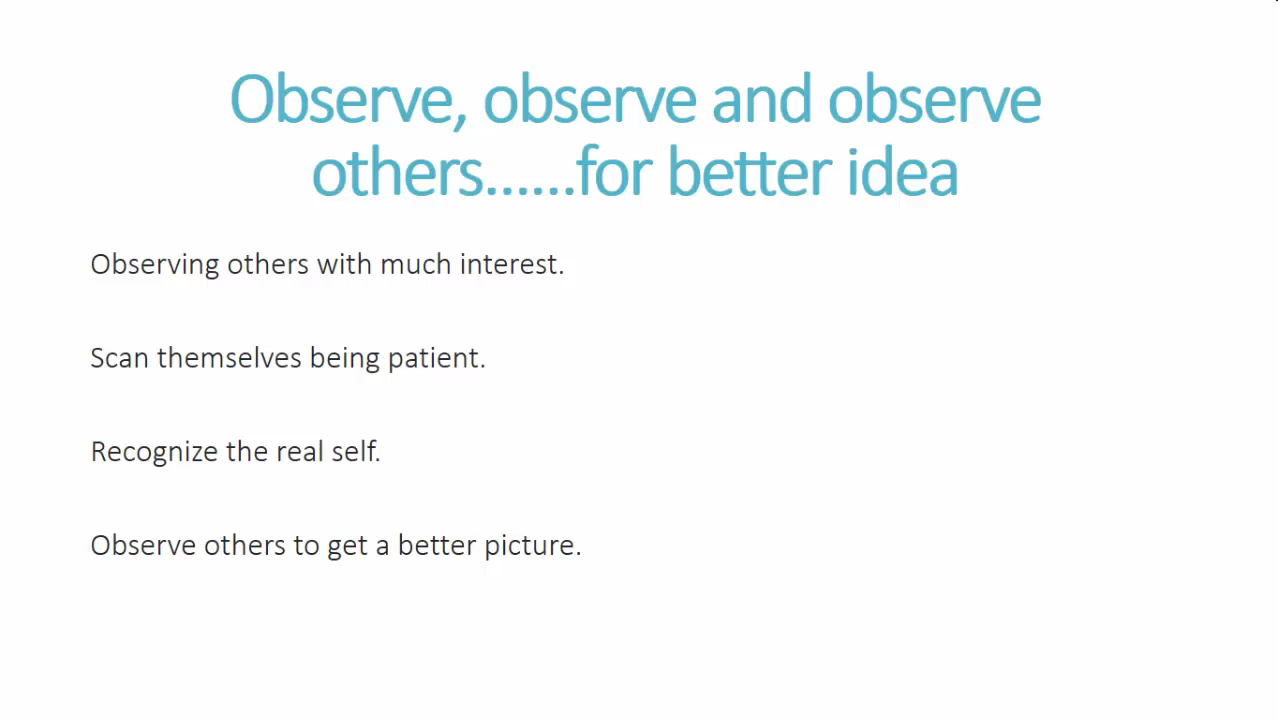 Observe, observe and observe
others......for better idea
Observing others with much interest.
Scan themselves being patient.
Recognize the real self.
Observe others to get a better picture.